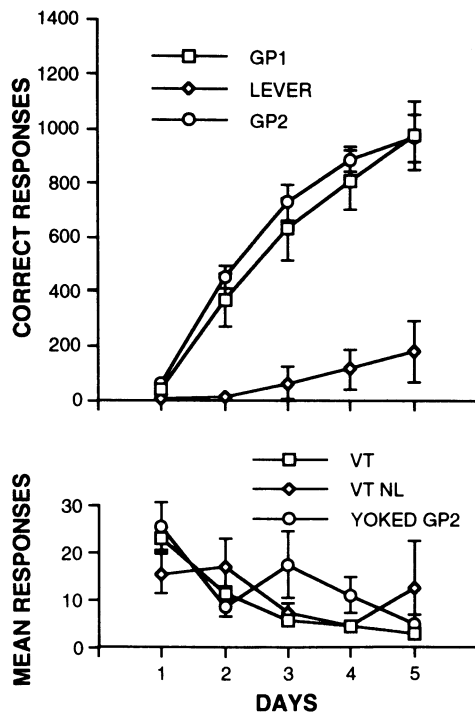 1400
1200
1000
800
600
400
200
0
CORRECT RESPONSES
GP1
LEVER
GP2
30
20
10
0
MEAN RESPONSES
VT
VT NL
YOKED GP2
1 2 3 4 5
DAYS